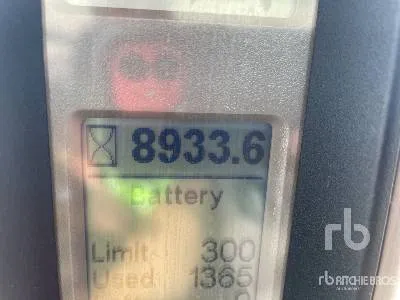 8933.6
Battery
Limit 300
Used 1365
rb
rb RITCHIE BROS